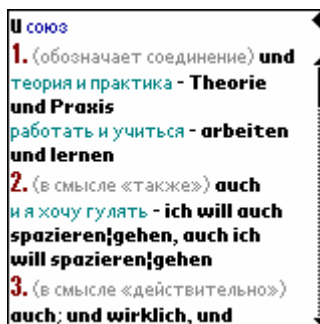 и союз
1. (обозначает соединение) und
теория и практика - Theorie
und Praxis
работать и учиться - arbeiten
und lernen
2. (в смысле «также») auch
и я хочу гулять - ich will auch
spazieren¦gehen, auch ich
will spazieren¦gehen
3. (в смысле «действительно»)
auch; und wirklich, und